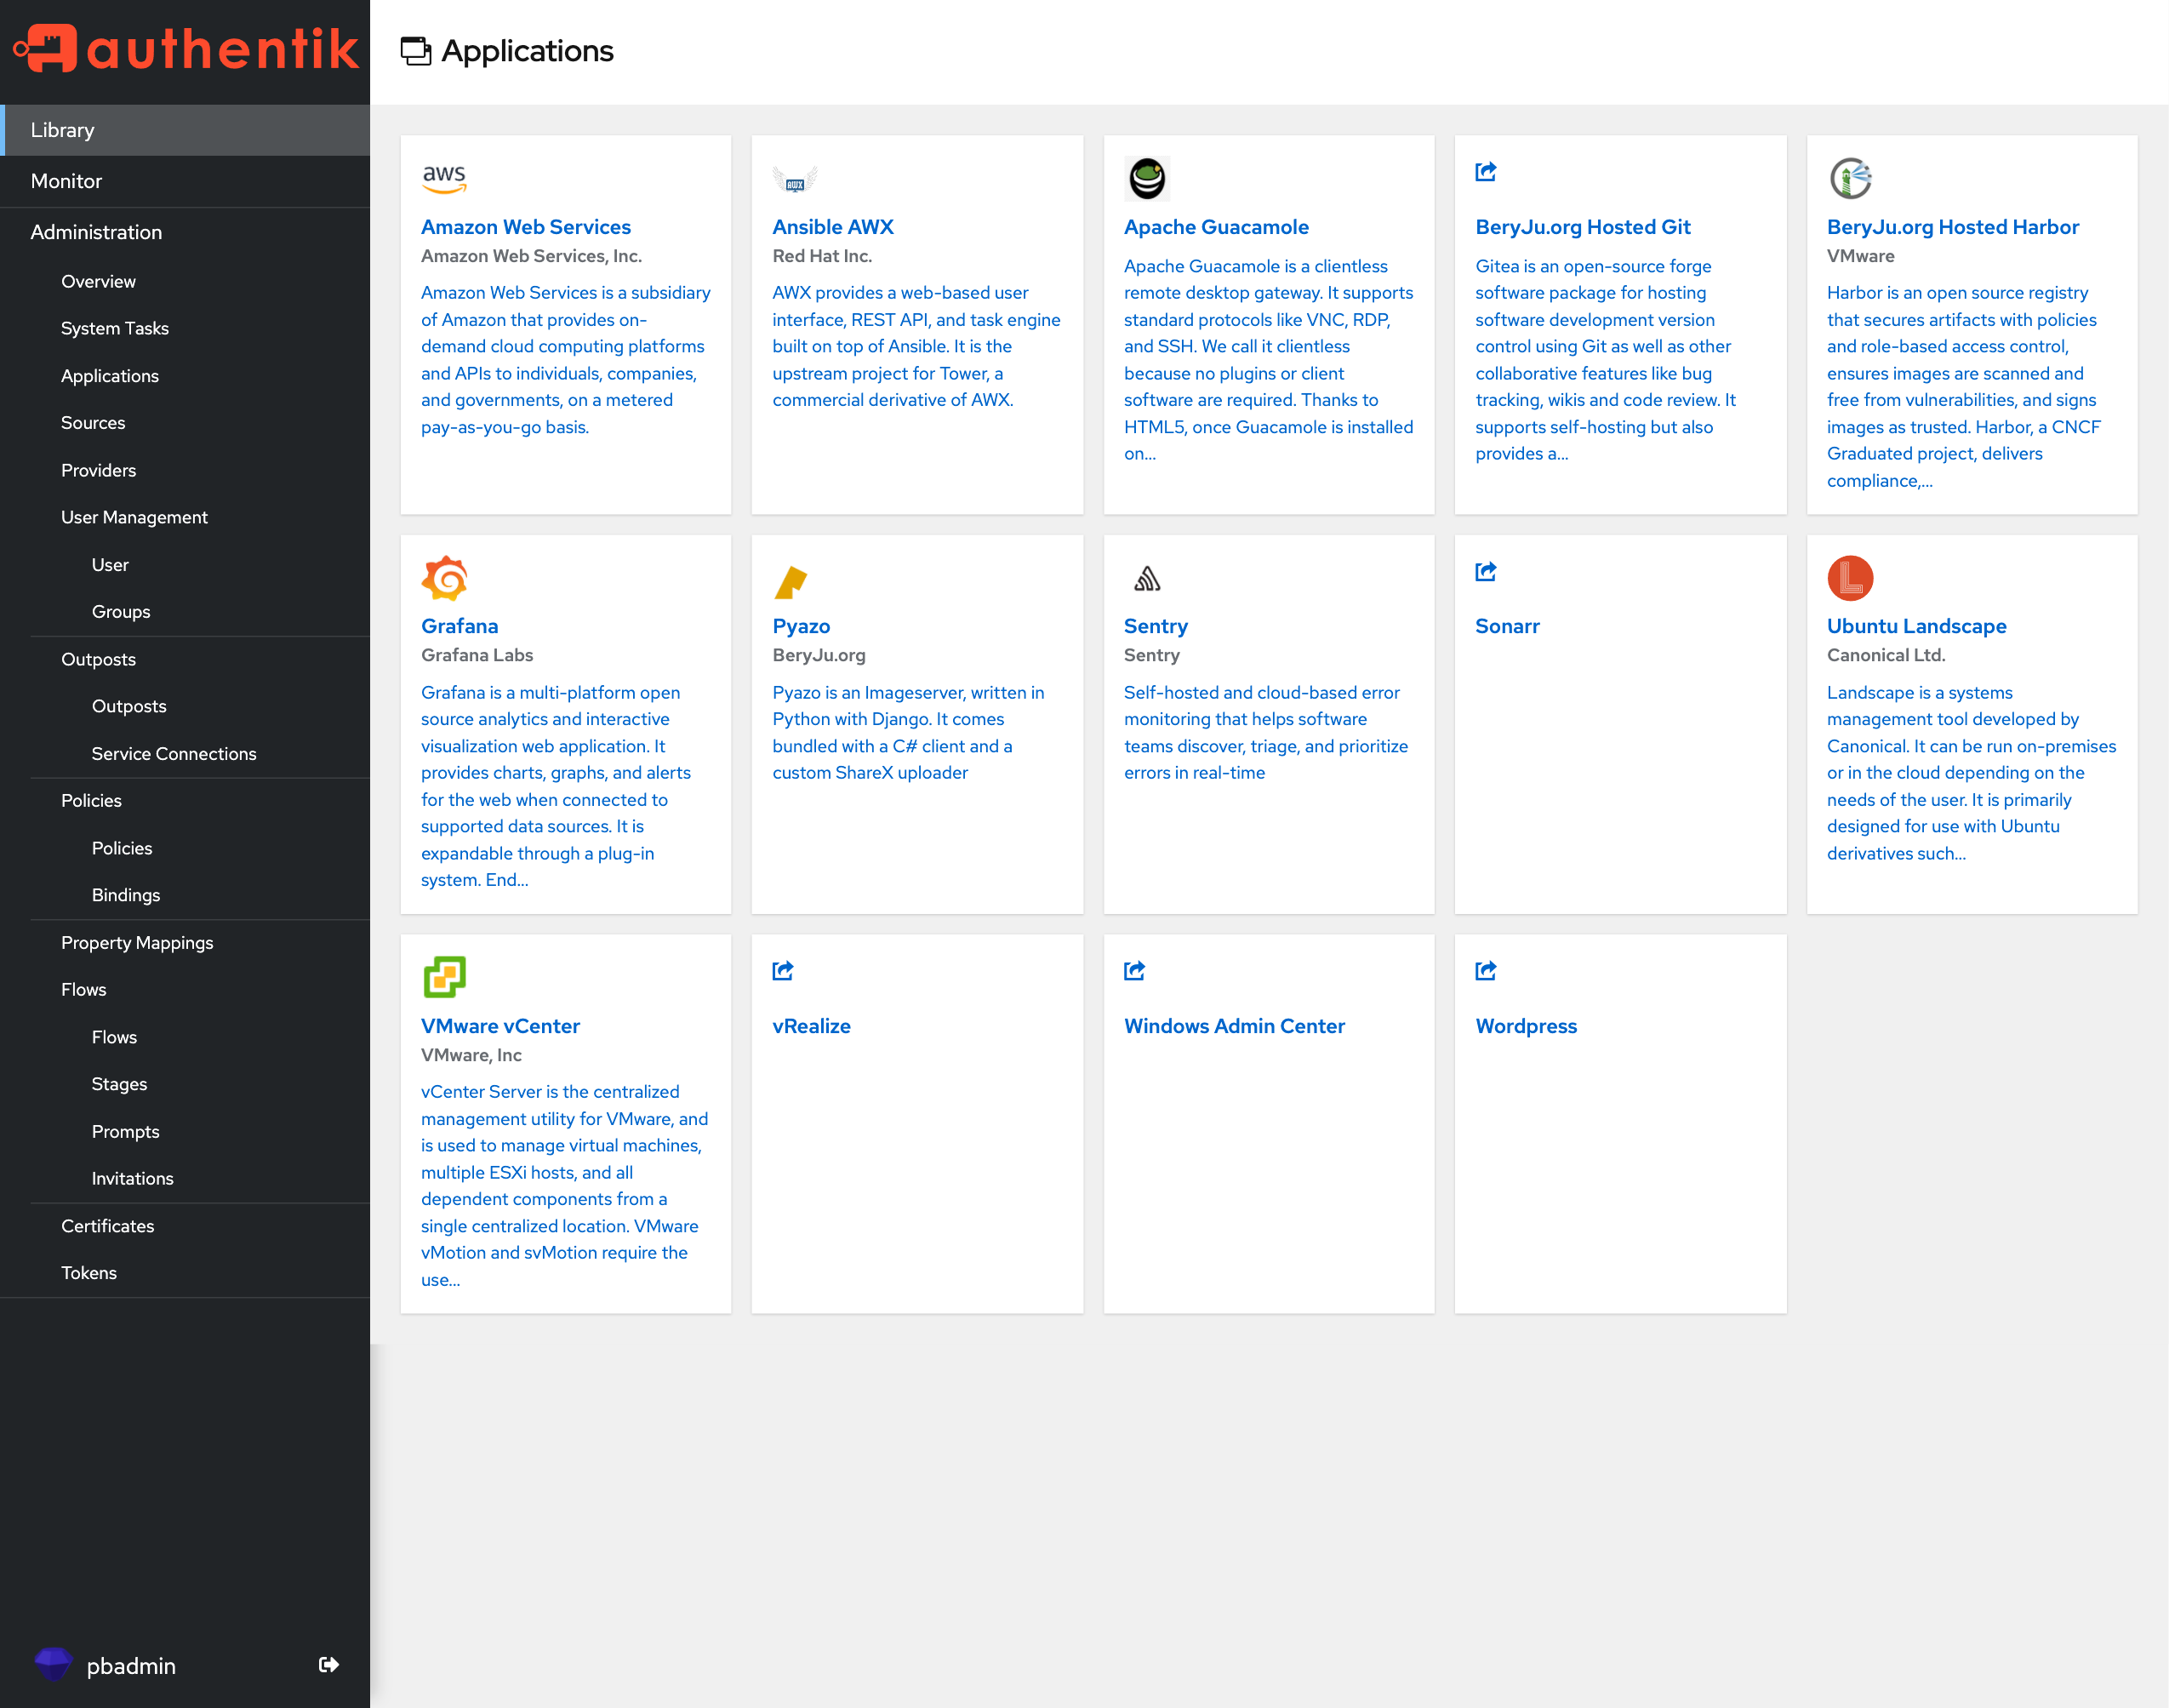 authentik
Library
Monitor
Administration
Overview
System Tasks
Applications
Sources
Providers
User Management
User
Groups
Outposts
Outposts
Service Connections
Policies
Policies
Bindings
Property Mappings
Flows
Flows
Stages
Prompts
Invitations
Certificates
Tokens
pbadmin
Applications
aws
Amazon Web Services
Amazon Web Services, Inc.
Amazon Web Services is a subsidiary
of Amazon that provides on-
demand cloud computing platforms
and APIs to individuals, companies,
and governments, on a metered
pay-as-you-go basis.
AWX
Ansible AWX
Red Hat Inc.
AWX provides a web-based user
interface, REST API, and task engine
built on top of Ansible. It is the
upstream project for Tower, a
commercial derivative of AWX.
Apache Guacamole
Apache Guacamole is a clientless
remote desktop gateway. It supports
standard protocols like VNC, RDP,
and SSH. We call it clientless
because no plugins or client
software are required. Thanks to
HTML5, once Guacamole is installed
on...
BeryJu.org Hosted Git
Gitea is an open-source forge
software package for hosting
software development version
control using Git as well as other
collaborative features like bug
tracking, wikis and code review. It
supports self-hosting but also
provides a...
BeryJu.org Hosted Harbor
VMware
Harbor is an open source registry
that secures artifacts with policies
and role-based access control,
ensures images are scanned and
free from vulnerabilities, and signs
images as trusted. Harbor, a CNCF
Graduated project, delivers
compliance,...
Grafana
Grafana Labs
Grafana is a multi-platform open
source analytics and interactive
visualization web application. It
provides charts, graphs, and alerts
for the web when connected to
supported data sources. It is
expandable through a plug-in
system. End...
Pyazo
BeryJu.org
Pyazo is an Imageserver, written in
Python with Django. It comes
bundled with a C# client and a
custom ShareX uploader
Sentry
Sentry
Self-hosted and cloud-based error
monitoring that helps software
teams discover, triage, and prioritize
errors in real-time
Sonarr
L
Ubuntu Landscape
Canonical Ltd.
Landscape is a systems
management tool developed by
Canonical. It can be run on-premises
or in the cloud depending on the
needs of the user. It is primarily
designed for use with Ubuntu
derivatives such...
VMware vCenter
VMware, Inc
vCenter Server is the centralized
management utility for VMware, and
is used to manage virtual machines,
multiple ESXi hosts, and all
dependent components from a
single centralized location. VMware
vMotion and svMotion require the
use...
vRealize
Windows Admin Center
Wordpress